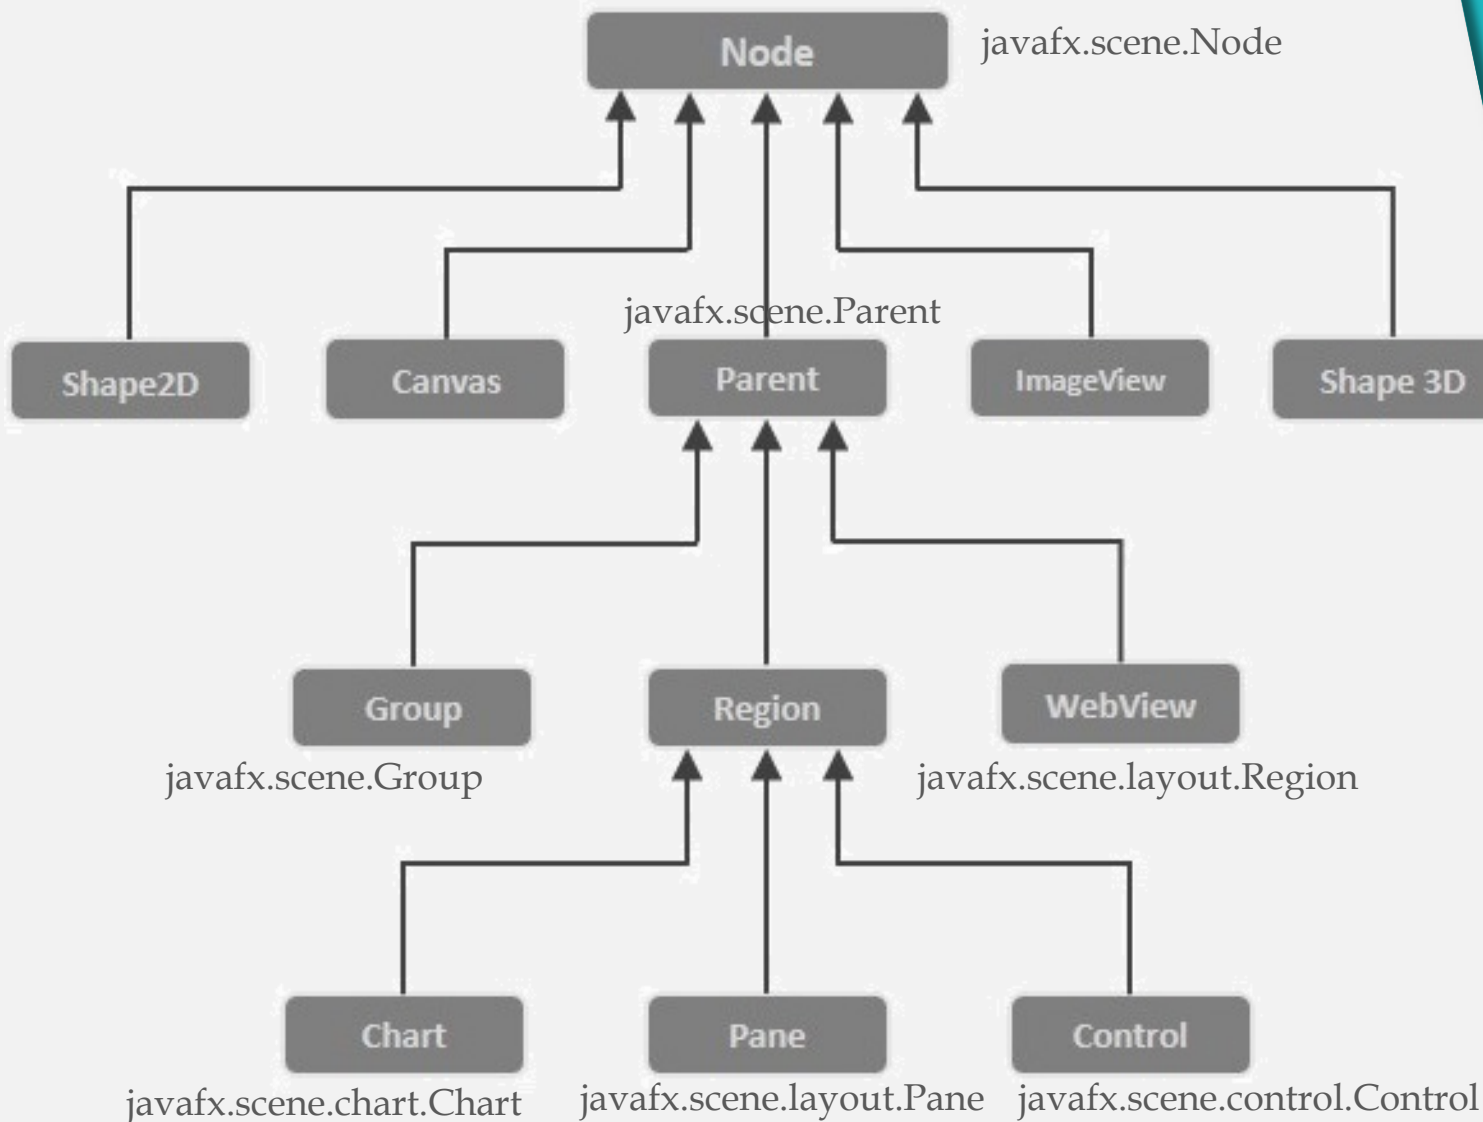 Node
javafx.scene.Node
javafx.scene.Parent
Shape2D
Canvas
Parent
ImageView
Shape 3D
Group
Region
WebView
javafx.scene.Group
javafx.scene.layout.Region
Chart
Pane
Control
javafx.scene.chart.Chart
javafx.scene.layout.Pane
javafx.scene.control.Control